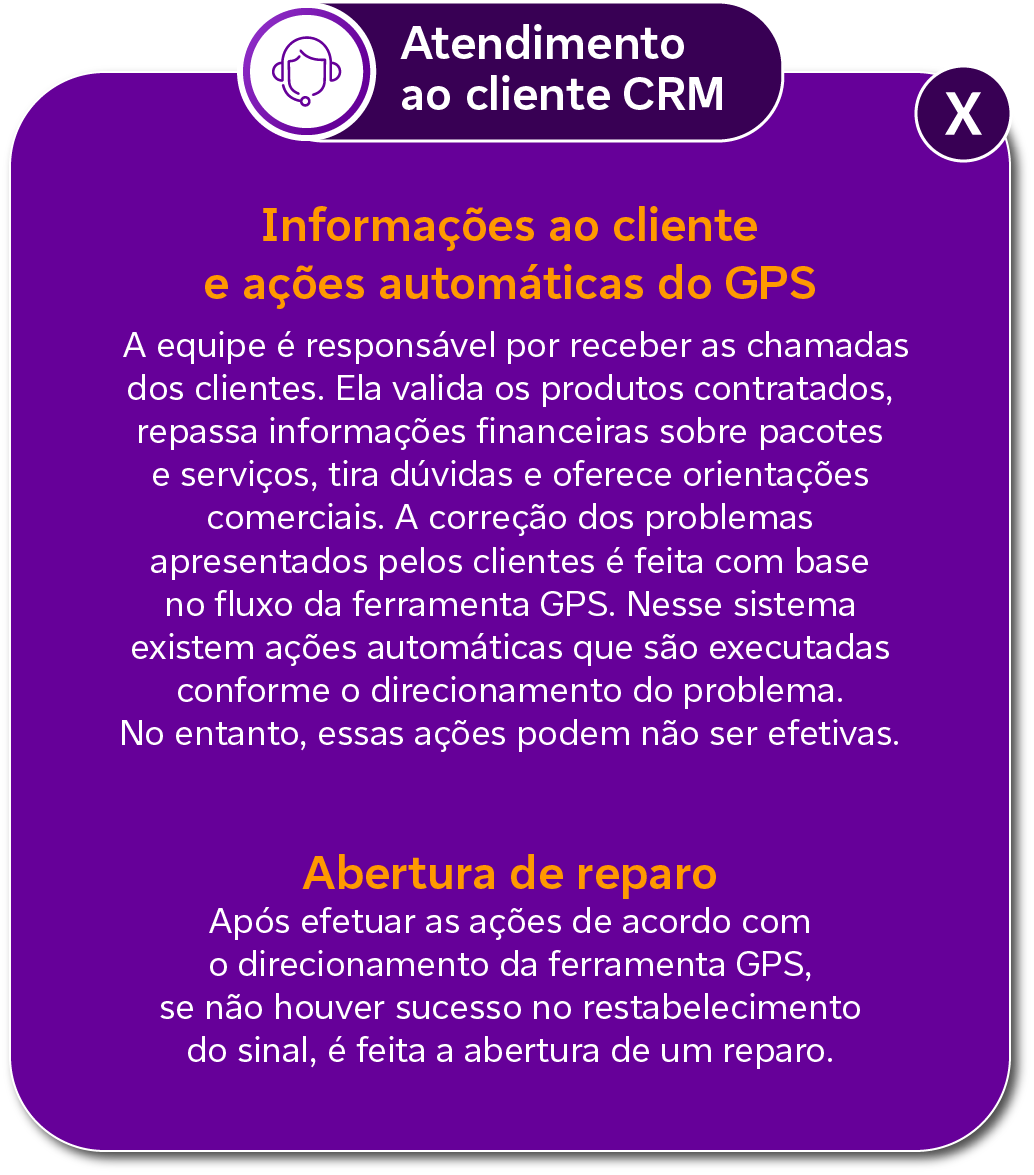 Atendimento
ao cliente CRM
X
Informações ao cliente
e ações automáticas do GPS
A equipe é responsável por receber as chamadas
dos clientes. Ela valida os produtos contratados,
repassa informações financeiras sobre pacotes
e serviços, tira dúvidas e oferece orientações
comerciais. A correção dos problemas
apresentados pelos clientes é feita com base
no fluxo da ferramenta GPS. Nesse sistema
existem ações automáticas que são executadas
conforme o direcionamento do problema.
No entanto, essas ações podem não ser efetivas.
Abertura de reparo
Após efetuar as ações de acordo com
o direcionamento da ferramenta GPS,
se não houver sucesso no restabelecimento
do sinal, é feita a abertura de um reparo.